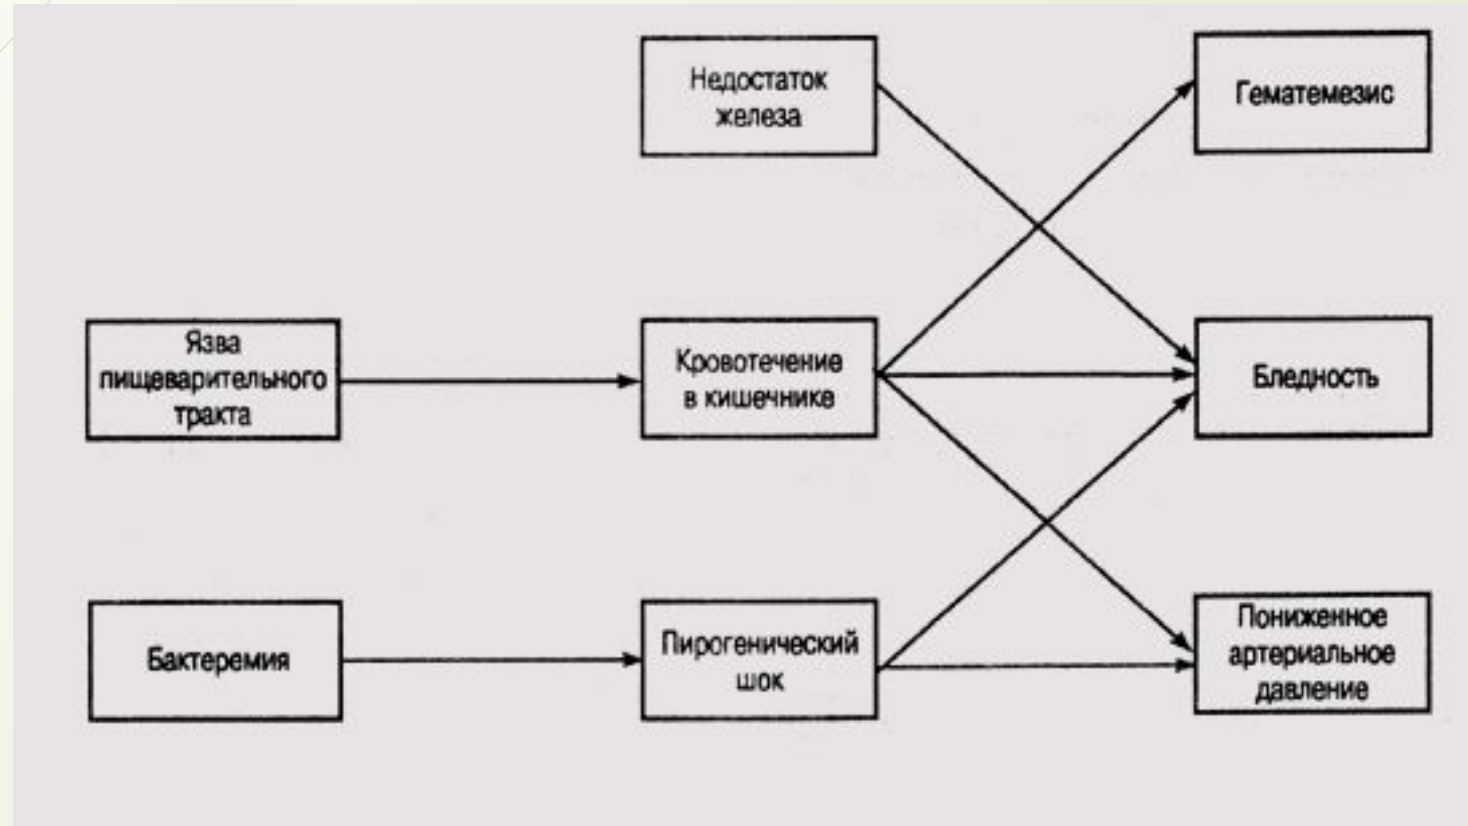 Недостаток
железа
Гематемезис
Язва
пищеварительного
тракта
Кровотечение
в кишечнике
Бледность
Бактеремия
Пирогенический
шок
Пониженное
артериальное
давление